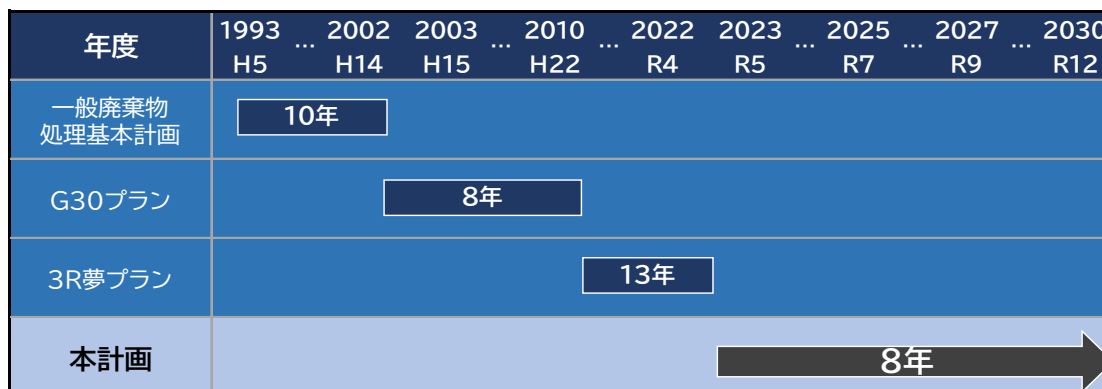 年度
1993 … 2002 2003 … 2010 … 2022 2023 … 2025 … 2027 … 2030
H5 H14 H15 H22 R4 R5 R7 R9 R12
一般廃棄物
処理基本計画
10年
G30プラン
8年
3R夢プラン
13年
本計画
8年